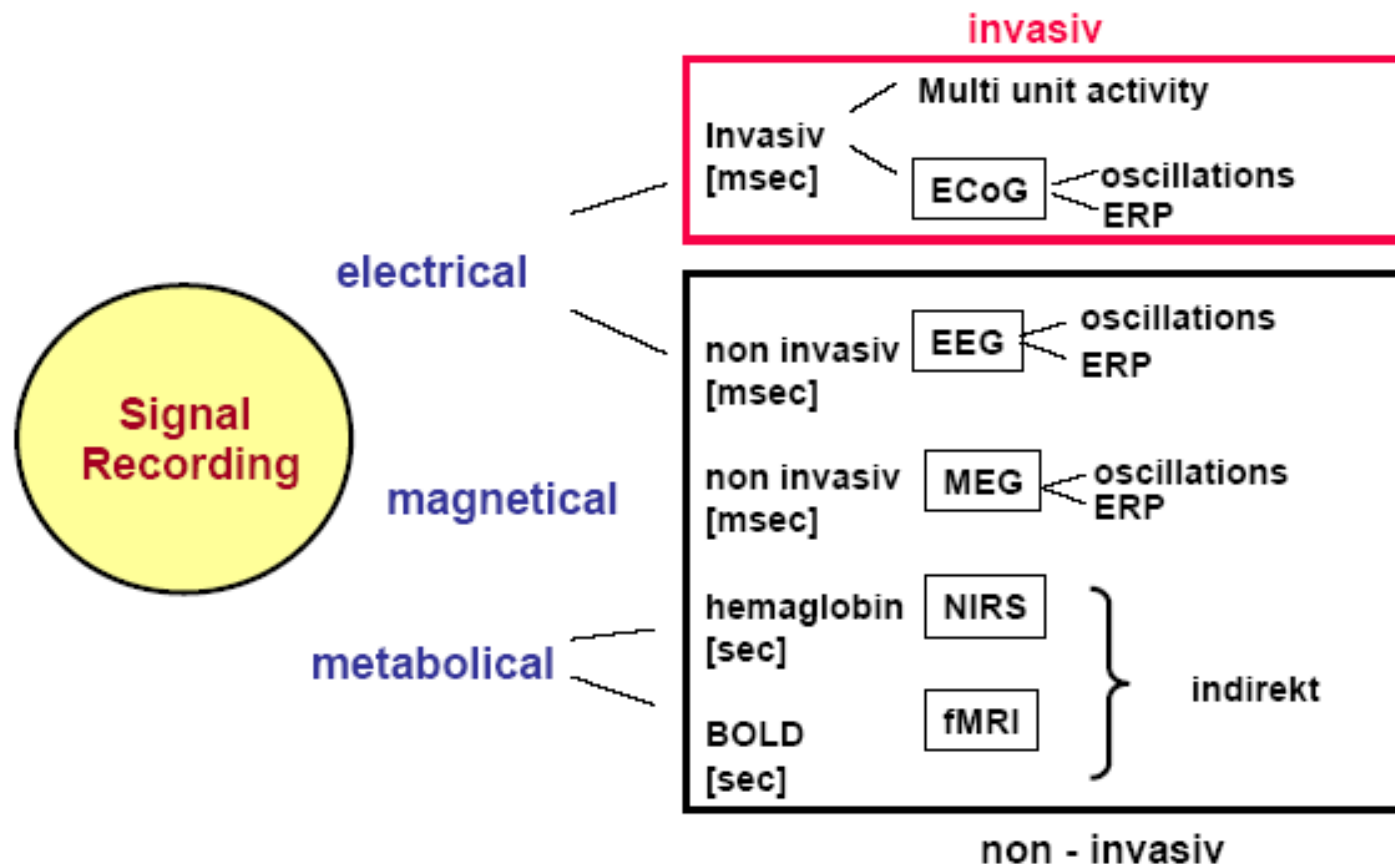 invasiv
Multi unit activity
Invasiv
[msec]
ECoG
oscillations
ERP
electrical
non invasiv
[msec]
EEG
oscillations
ERP
Signal
Recording
magnetical
non invasiv
[msec]
MEG
oscillations
ERP
metabolical
hemaglobin
[sec]
NIRS
BOLD
[sec]
fMRI
indirekt
non - invasiv